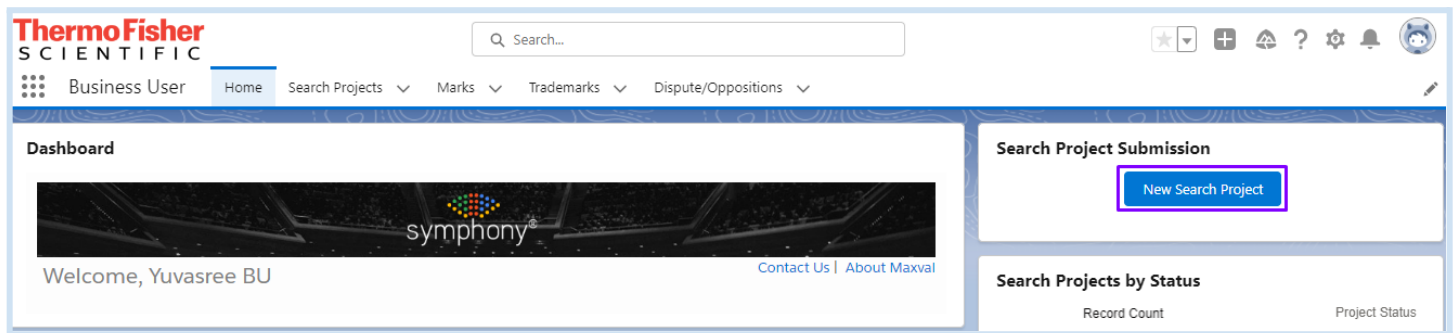 ThermoFisher
SCIENTIFIC
Search...
Business User Home Search Projects Marks Trademarks Dispute/Oppositions
Dashboard
symphony®
Welcome, Yuvasree BU
Contact Us | About Maxval
Search Project Submission
New Search Project
Search Projects by Status
Record Count Project Status